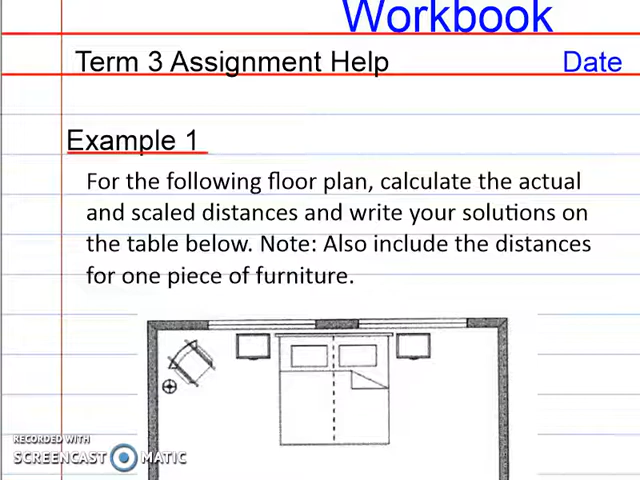 Workbook
Term 3 Assignment Help Date
Example 1
For the following floor plan, calculate the actual
and scaled distances and write your solutions on
the table below. Note: Also include the distances
for one piece of furniture.
RECORDED WITH
SCREENCAST MATIC